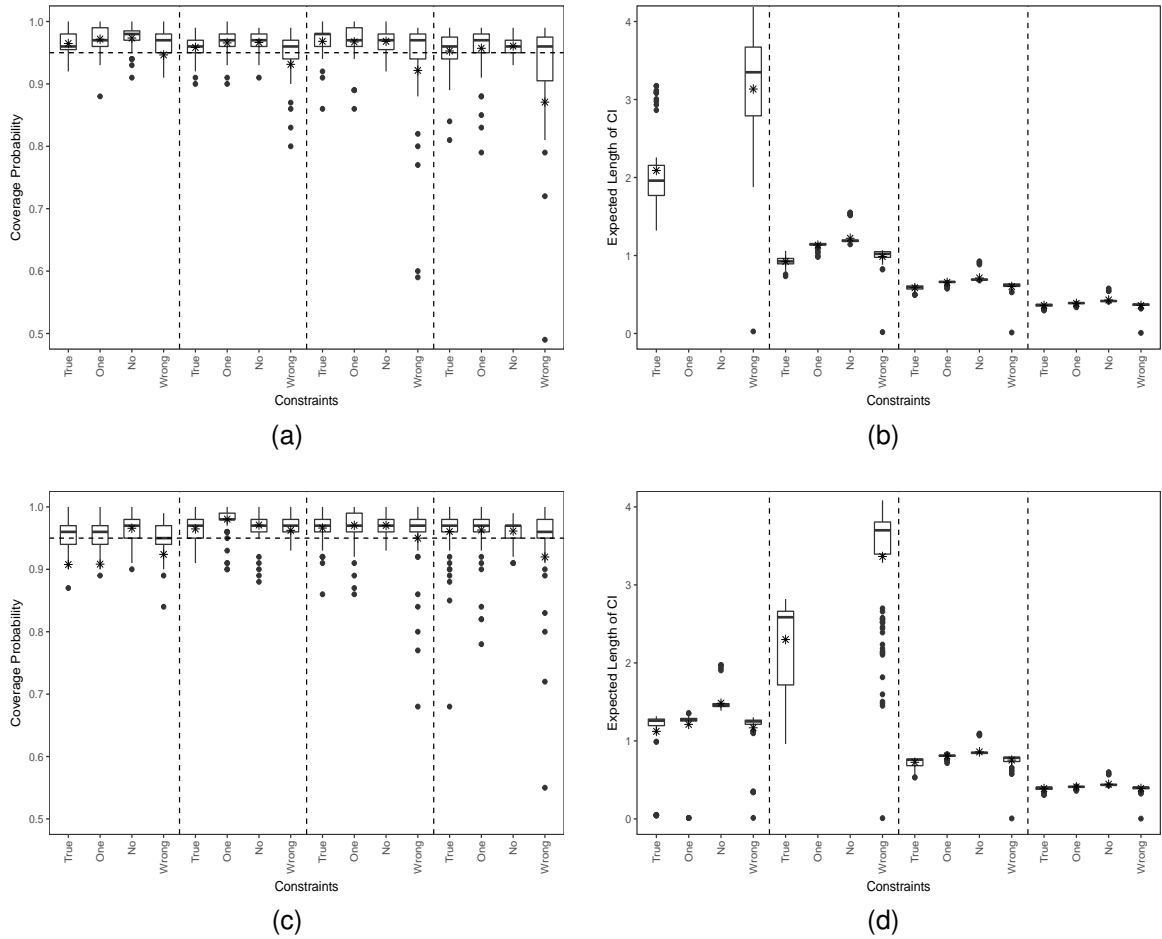 1.0
0.9
0.8
0.7
0.6
0.5
Coverage Probability
True One No Wrong True One No Wrong True One No Wrong True One No Wrong
Constraints
(a)
4
3
2
1
0
Expected Length of CI
True One No Wrong True One No Wrong True One No Wrong True One No Wrong
Constraints
(b)
1.0
0.9
0.8
0.7
0.6
0.5
Coverage Probability
True One No Wrong True One No Wrong True One No Wrong True One No Wrong
Constraints
(c)
4
3
2
1
0
Expected Length of CI
True One No Wrong True One No Wrong True One No Wrong True One No Wrong
Constraints
(d)